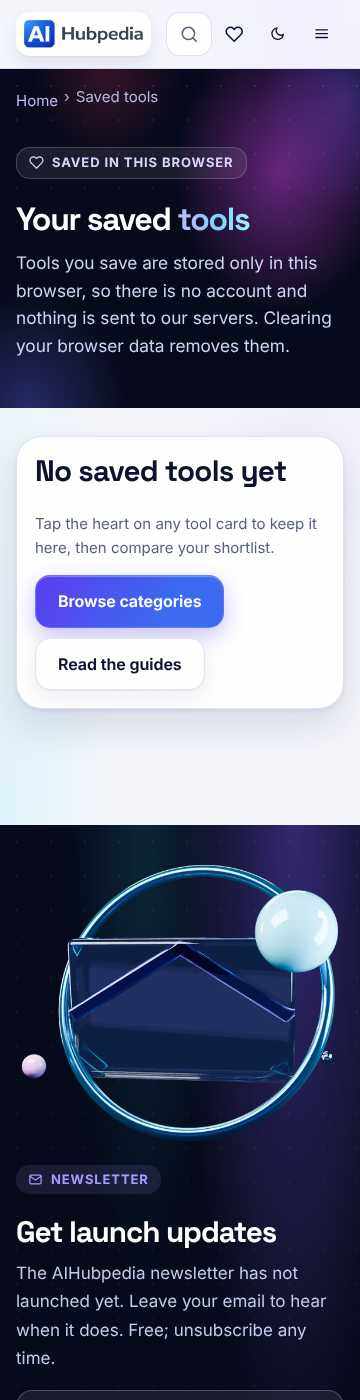 AI Hubpedia
Home › Saved tools
SAVED IN THIS BROWSER
Your saved tools
Tools you save are stored only in this
browser, so there is no account and
nothing is sent to our servers. Clearing
your browser data removes them.
No saved tools yet
Tap the heart on any tool card to keep it
here, then compare your shortlist.
Browse categories
Read the guides
NEWSLETTER
Get launch updates
The AIHubpedia newsletter has not
launched yet. Leave your email to hear
when it does. Free; unsubscribe any
time.